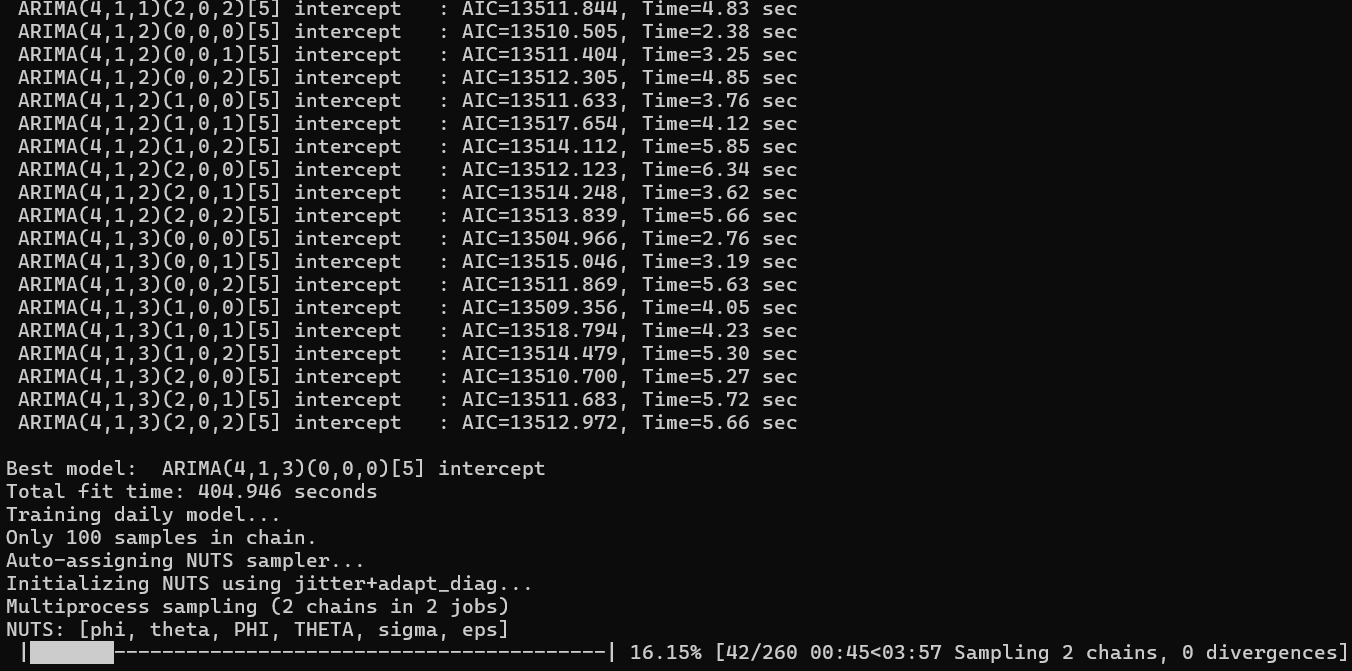 ARIMA(4,1,1)(2,0,2)[5] intercept   : AIC=13511.844, Time=4.83 sec
ARIMA(4,1,2)(0,0,0)[5] intercept   : AIC=13510.505, Time=2.38 sec
ARIMA(4,1,2)(0,0,1)[5] intercept   : AIC=13511.404, Time=3.25 sec
ARIMA(4,1,2)(0,0,2)[5] intercept   : AIC=13512.305, Time=4.85 sec
ARIMA(4,1,2)(1,0,0)[5] intercept   : AIC=13511.633, Time=3.76 sec
ARIMA(4,1,2)(1,0,1)[5] intercept   : AIC=13517.654, Time=4.12 sec
ARIMA(4,1,2)(1,0,2)[5] intercept   : AIC=13514.112, Time=5.85 sec
ARIMA(4,1,2)(2,0,0)[5] intercept   : AIC=13512.123, Time=6.34 sec
ARIMA(4,1,2)(2,0,1)[5] intercept   : AIC=13514.248, Time=3.62 sec
ARIMA(4,1,2)(2,0,2)[5] intercept   : AIC=13513.839, Time=5.66 sec
ARIMA(4,1,3)(0,0,0)[5] intercept   : AIC=13504.966, Time=2.76 sec
ARIMA(4,1,3)(0,0,1)[5] intercept   : AIC=13515.046, Time=3.19 sec
ARIMA(4,1,3)(0,0,2)[5] intercept   : AIC=13511.869, Time=5.63 sec
ARIMA(4,1,3)(1,0,0)[5] intercept   : AIC=13509.356, Time=4.05 sec
ARIMA(4,1,3)(1,0,1)[5] intercept   : AIC=13518.794, Time=4.23 sec
ARIMA(4,1,3)(1,0,2)[5] intercept   : AIC=13514.479, Time=5.30 sec
ARIMA(4,1,3)(2,0,0)[5] intercept   : AIC=13510.700, Time=5.27 sec
ARIMA(4,1,3)(2,0,1)[5] intercept   : AIC=13511.683, Time=5.72 sec
ARIMA(4,1,3)(2,0,2)[5] intercept   : AIC=13512.972, Time=5.66 sec
Best model:  ARIMA(4,1,3)(0,0,0)[5] intercept
Total fit time: 404.946 seconds
Training daily model...
Only 100 samples in chain.
Auto-assigning NUTS sampler...
Initializing NUTS using jitter+adapt_diag...
Multiprocess sampling (2 chains in 2 jobs)
NUTS: [phi, theta, PHI, THETA, sigma, eps]
|-----------------------------------------| 16.15% [42/260 00:45<03:57 Sampling 2 chains, 0 divergences]